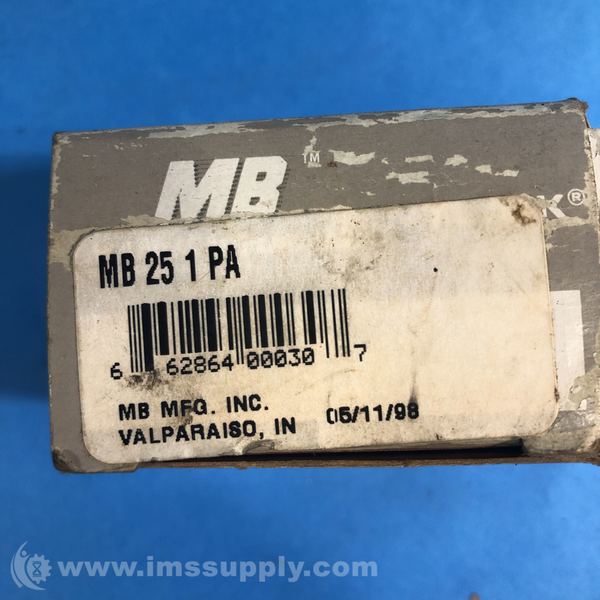 MB™
K®
MB 25 1 PA
6 62864 00030 7
MB MFG. INC.
VALPARAISO, IN 05/11/98
www.imssupply.com